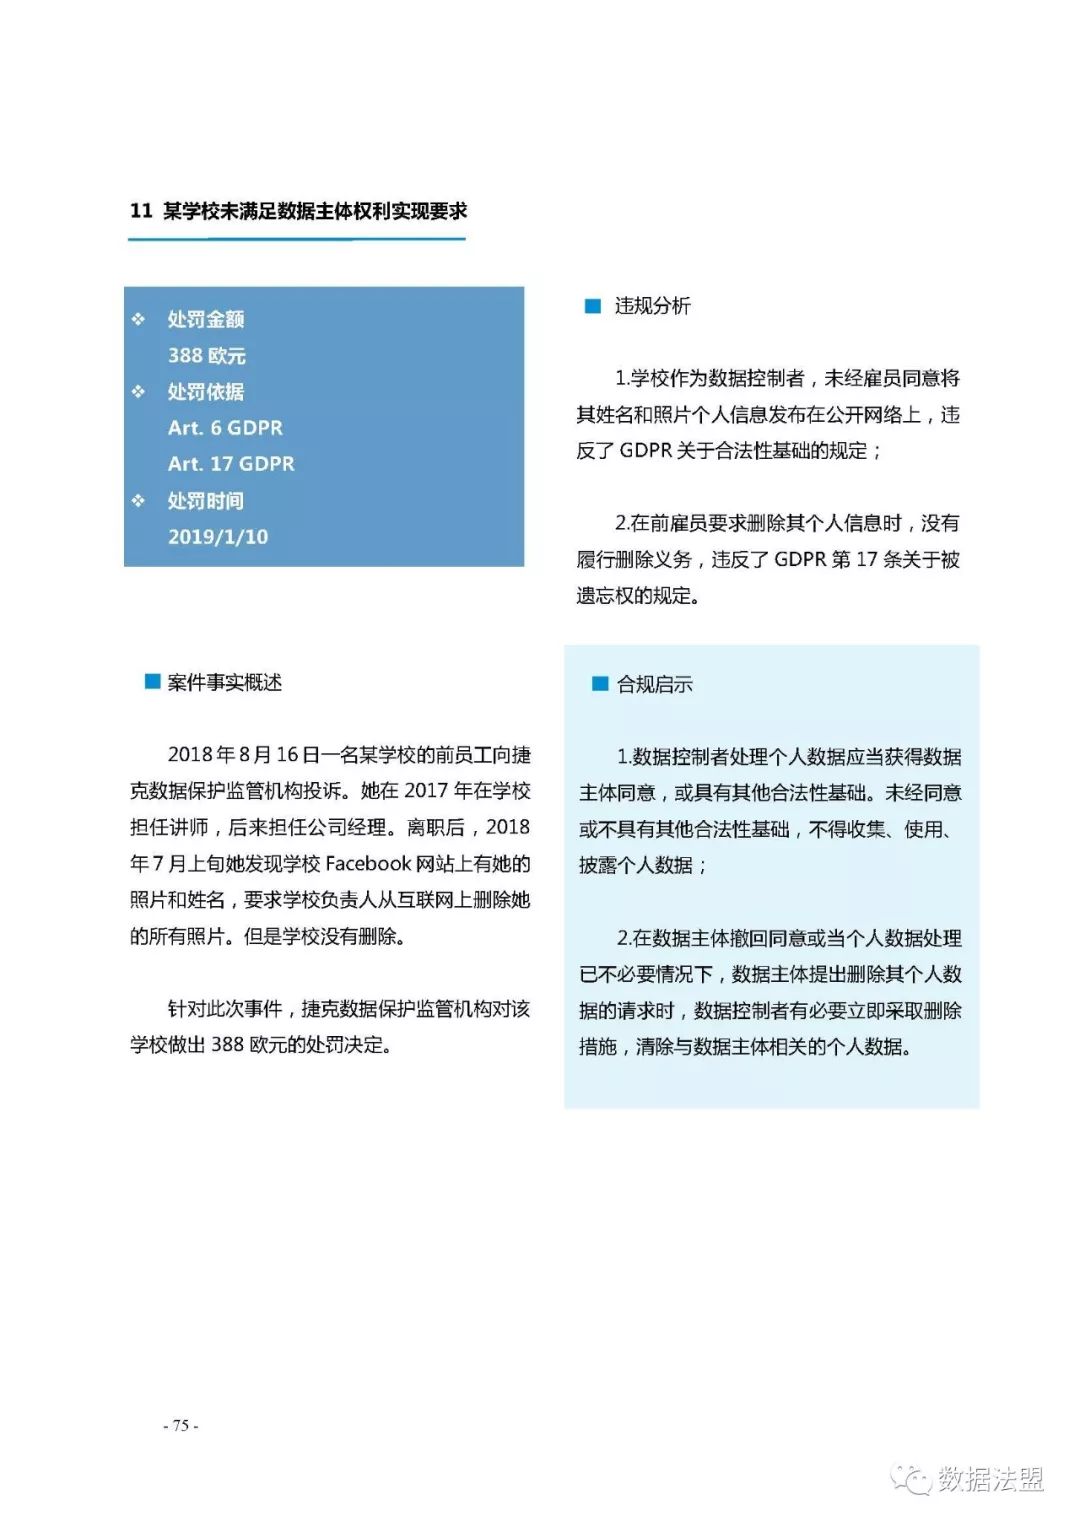 11 某学校未满足数据主体权利实现要求
❖ 处罚金额
388 欧元
❖ 处罚依据
Art. 6 GDPR
Art. 17 GDPR
❖ 处罚时间
2019/1/10
■ 案件事实概述
2018 年 8 月 16 日一名某学校的前员工向捷
克数据保护监管机构投诉。她在 2017 年在学校
担任讲师，后来担任公司经理。离职后，2018
年 7 月上旬她发现学校 Facebook 网站上有她的
照片和姓名，要求学校负责人从互联网上删除她
的所有照片。但是学校没有删除。
针对此次事件，捷克数据保护监管机构对该
学校做出 388 欧元的处罚决定。
■ 违规分析
1.学校作为数据控制者，未经雇员同意将
其姓名和照片个人信息发布在公开网络上，违
反了 GDPR 关于合法性基础的规定；
2.在前雇员要求删除其个人信息时，没有
履行删除义务，违反了 GDPR 第 17 条关于被
遗忘权的规定。
■ 合规启示
1.数据控制者处理个人数据应当获得数据
主体同意，或具有其他合法性基础。未经同意
或不具有其他合法性基础，不得收集、使用、
披露个人数据；
2.在数据主体撤回同意或当个人数据处理
已不必要情况下，数据主体提出删除其个人数
据的请求时，数据控制者有必要立即采取删除
措施，清除与数据主体相关的个人数据。
- 75 -
数据法盟